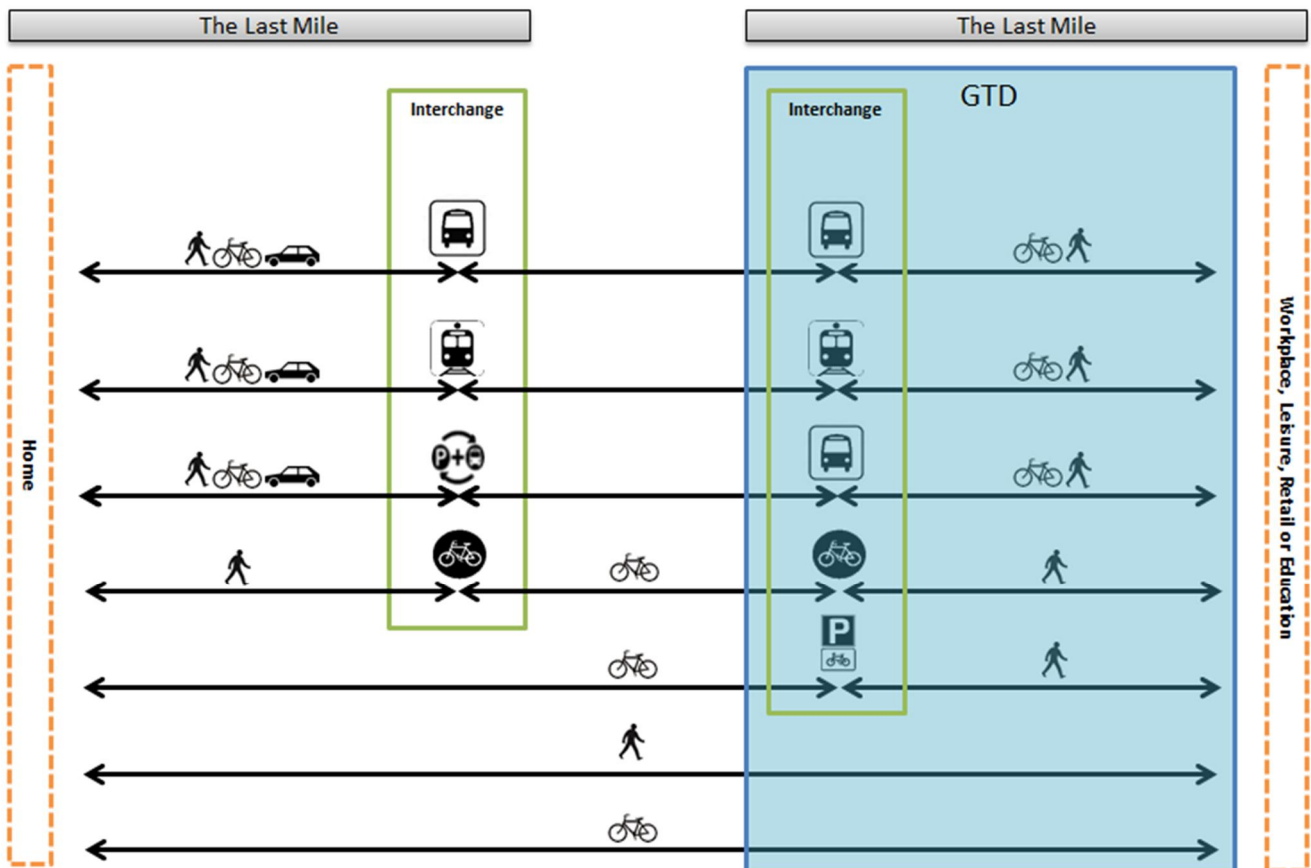 The Last Mile
The Last Mile
GTD
Interchange
Interchange
Home
Workplace, Leisure, Retail or Education
P+
P